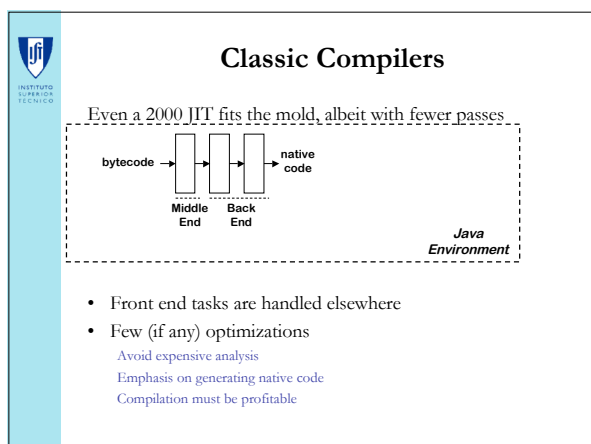 INSTITUTO
SUPERIOR
TÉCNICO
Classic Compilers
Even a 2000 JIT fits the mold, albeit with fewer passes
bytecode
native
code
Middle
End
Back
End
Java
Environment
• Front end tasks are handled elsewhere
• Few (if any) optimizations
Avoid expensive analysis
Emphasis on generating native code
Compilation must be profitable